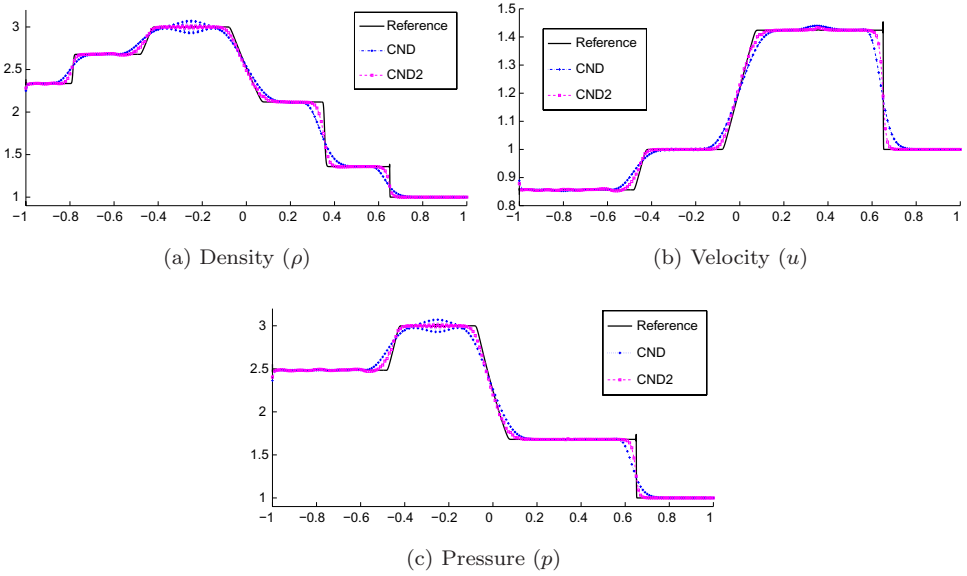 3
2.5
2
1.5
1
−1 −0.8 −0.6 −0.4 −0.2 0 0.2 0.4 0.6 0.8 1
Reference
CND
CND2
(a) Density (ρ)
1.4
1.3
1.2
1.1
1
0.9
0.8
−1 −0.8 −0.6 −0.4 −0.2 0 0.2 0.4 0.6 0.8 1
Reference
CND
CND2
(b) Velocity (u)
3
2.5
2
1.5
1
−1 −0.8 −0.6 −0.4 −0.2 0 0.2 0.4 0.6 0.8 1
Reference
CND
CND2
(c) Pressure (p)